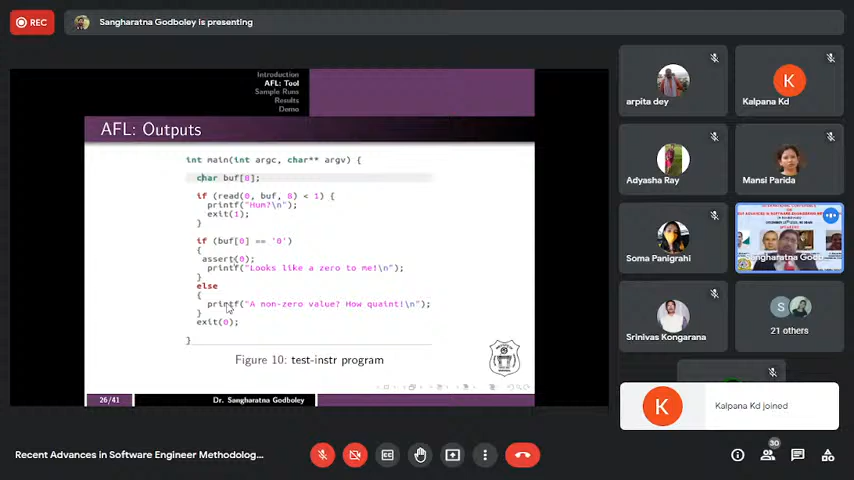 REC
Sangharatna Godboley is presenting
Introduction
AFL: Tool
Sample Runs
Results
Demo
AFL: Outputs
int main(int argc, char** argv) {
char buf[8];
if (read(0, buf, 8) < 1) {
printf("Hum?\n");
exit(1);
}
if (buf[0] == '0')
{
assert(0);
printf("Looks like a zero to me!\n");
}
else
{
printf("A non-zero value? How quaint!\n");
}
exit(0);
}
Figure 10: test-instr program
26/41
Dr. Sangharatna Godboley
arpita dey
K
Kalpana Kd
Adyasha Ray
Mansi Parida
Soma Panigrahi
Sangharatna God
Srinivas Kongarana
S
21 others
K
Kalpana Kd joined
Recent Advances in Software Engineer Methodolog...
30